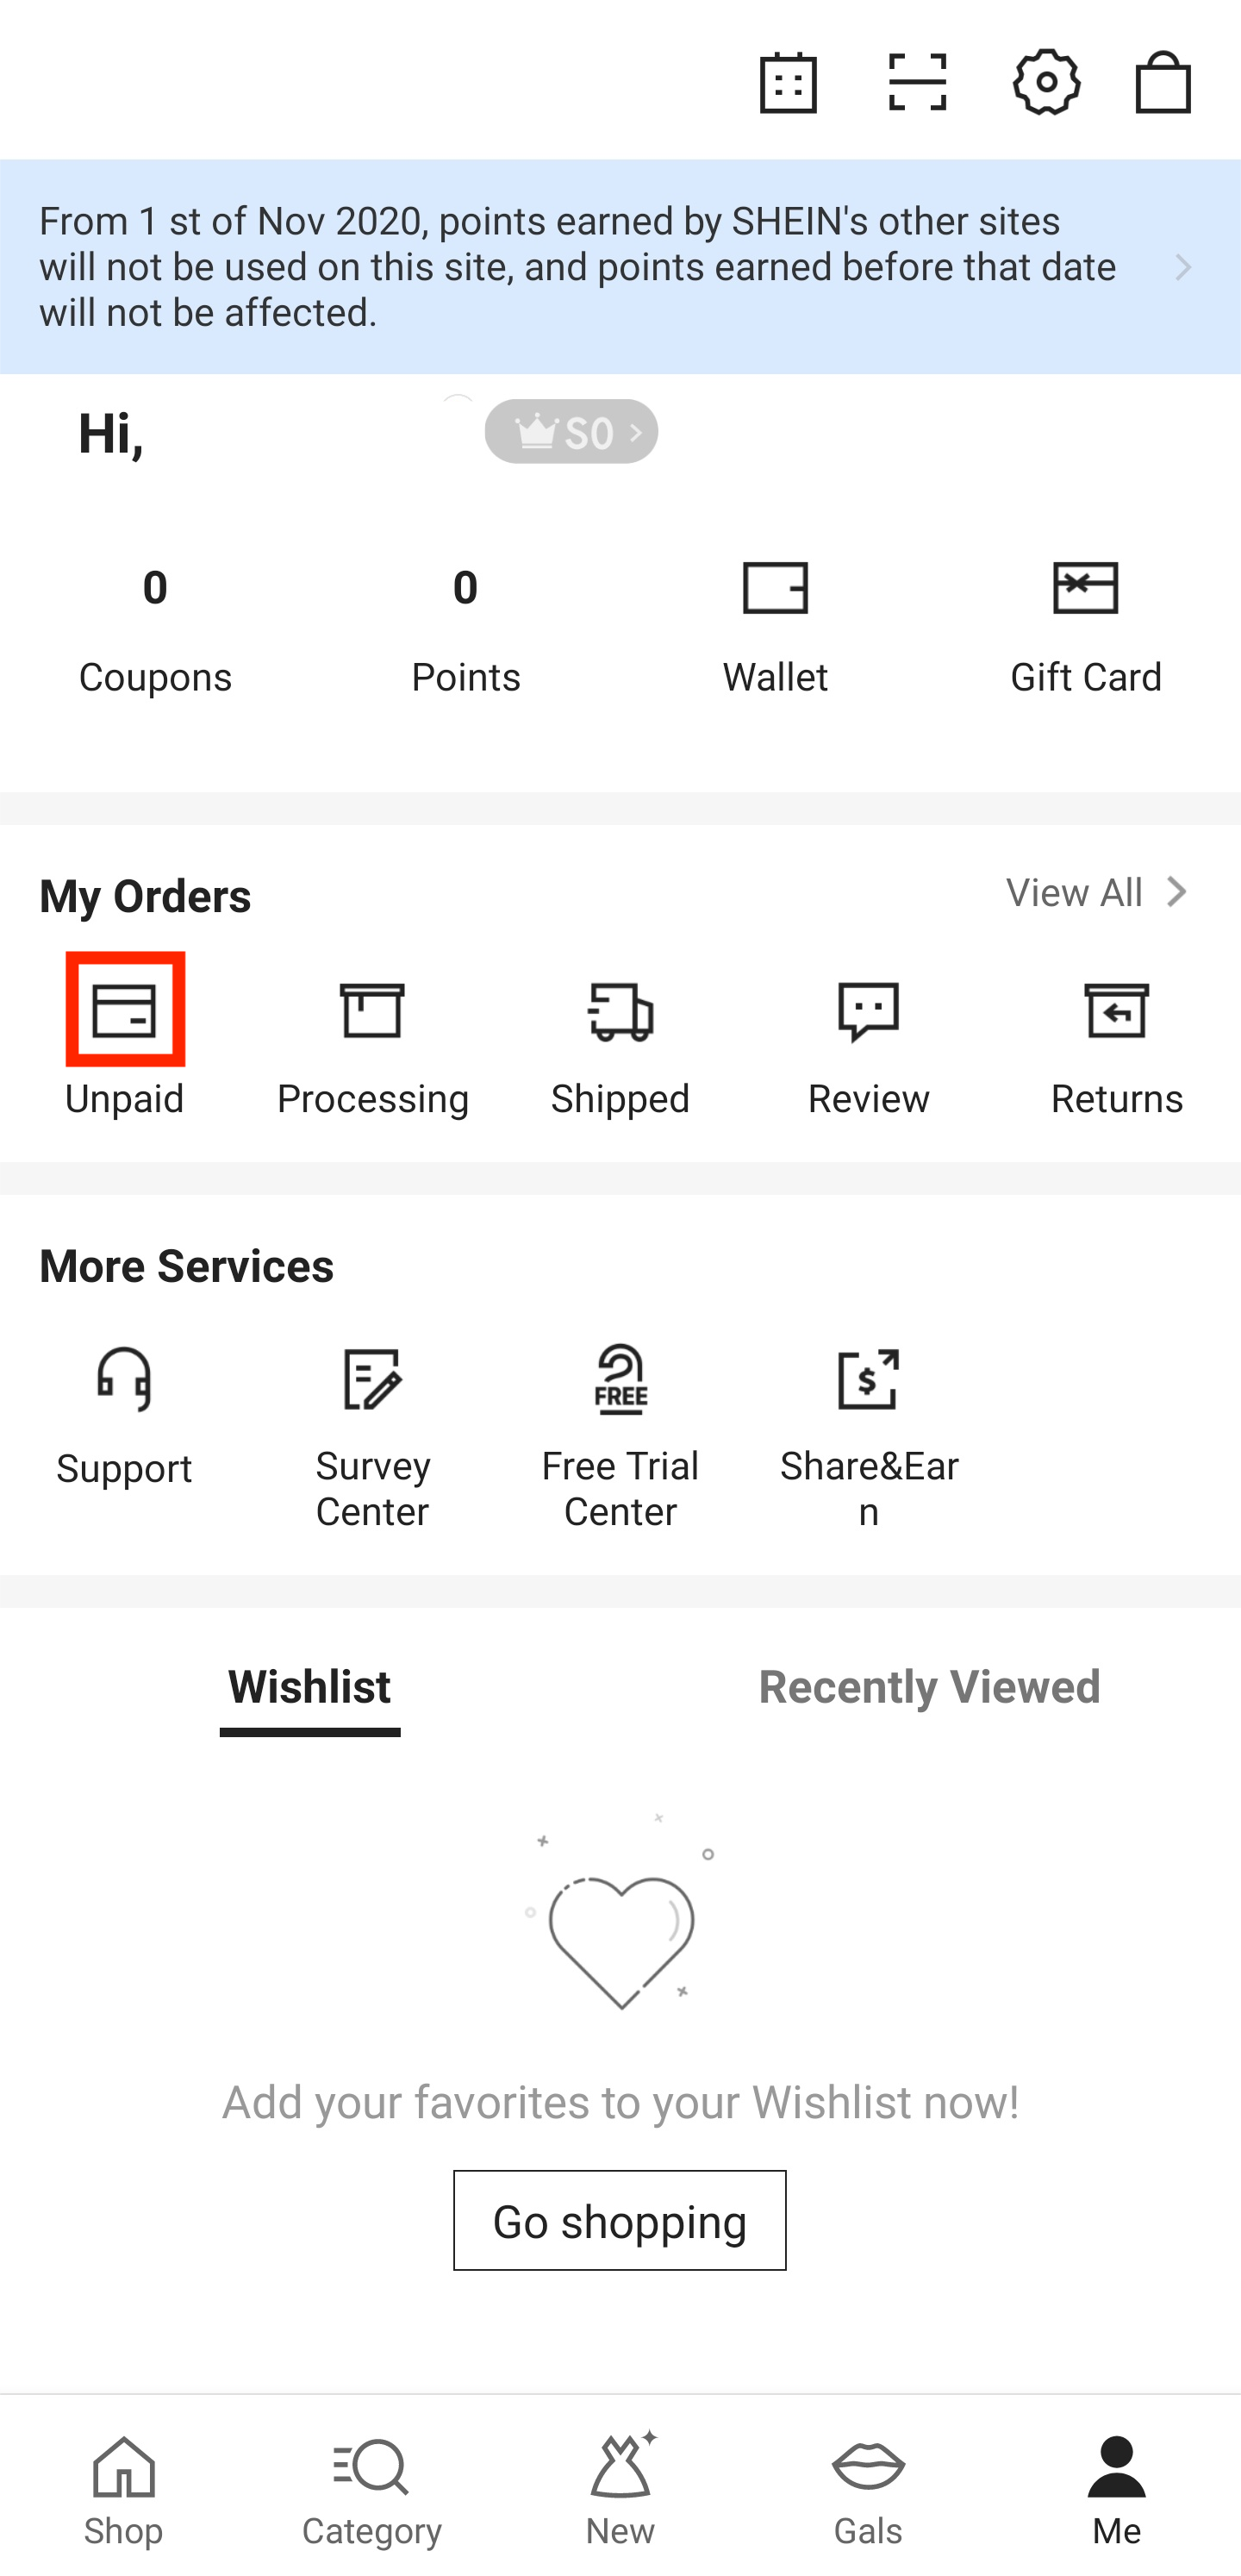 From 1 st of Nov 2020, points earned by SHEIN's other sites
will not be used on this site, and points earned before that date
will not be affected.
Hi,
S0
0
0
Coupons
Points
Wallet
Gift Card
My Orders
View All
Unpaid
Processing
Shipped
Review
Returns
More Services
FREE
$
Support
Survey
Center
Free Trial
Center
Share&Ear
n
Wishlist
Recently Viewed
Add your favorites to your Wishlist now!
Go shopping
Shop
Category
New
Gals
Me